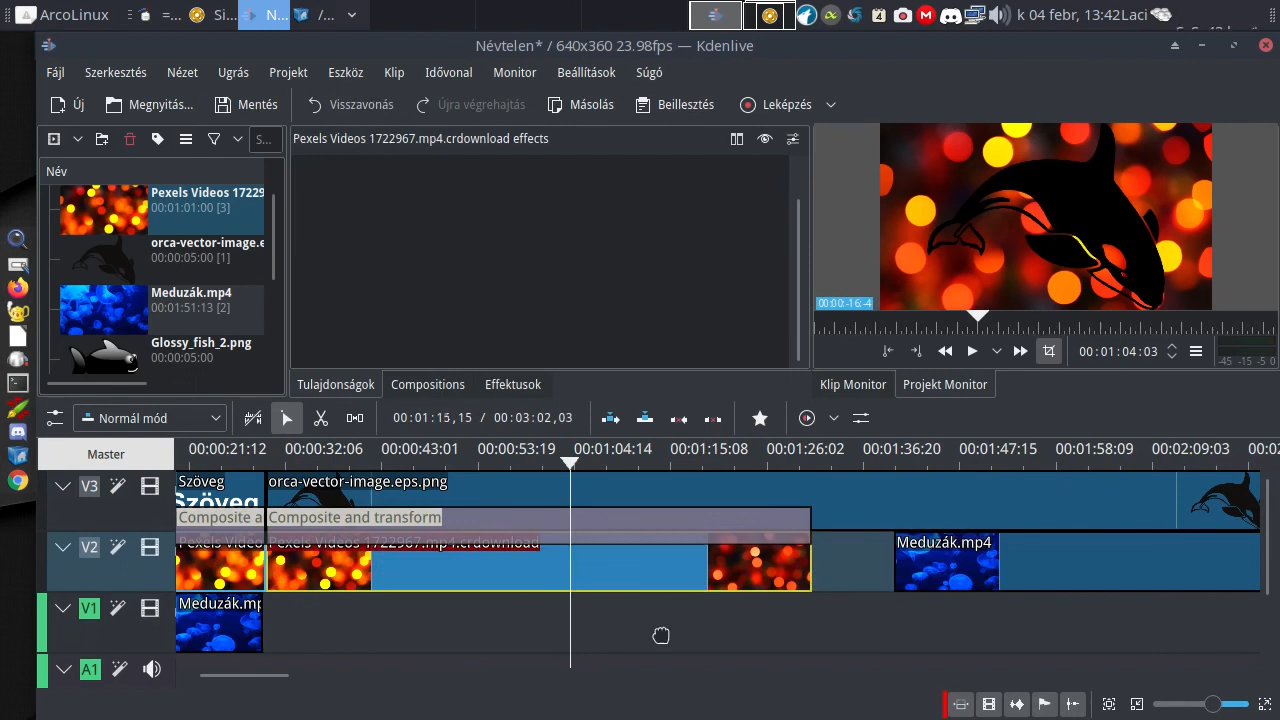 ArcoLinux
=...
Si...
N...
/...
k 04 febr, 13:42
Laci
Névtelen* / 640x360 23.98fps — Kdenlive
Fájl Szerkesztés Nézet Ugrás Projekt Eszköz Klip Idővonal Monitor Beállítások Súgó
Új Megnyitás... Mentés Visszavonás Újra végrehajtás Másolás Beillesztés Leképzés
S...
Pexels Videos 1722967.mp4.crdownload effects
Név
Pexels Videos 17229
00:01:01:00 [3]
orca-vector-image.e
00:00:05:00 [1]
Meduzák.mp4
00:01:51:13 [2]
Glossy_fish_2.png
00:00:05:00
00:00:-16:-4
00:01:04:03
-45 -15 -5 0
Tulajdonságok Compositions Effektusok
Klip Monitor Projekt Monitor
Normál mód
00:01:15,15 / 00:03:02,03
Master
00:00:21:12 00:00:32:06 00:00:43:01 00:00:53:19 00:01:04:14 00:01:15:08 00:01:26:02 00:01:36:20 00:01:47:15 00:01:58:09 00:02:09:03 00:0
V3
Szöveg
Szöveg
orca-vector-image.eps.png
Composite a
Composite and transform
V2
Pexels Video
Pexels Videos 1722967.mp4.crdownload
Meduzák.mp4
V1
Meduzák.mp
A1